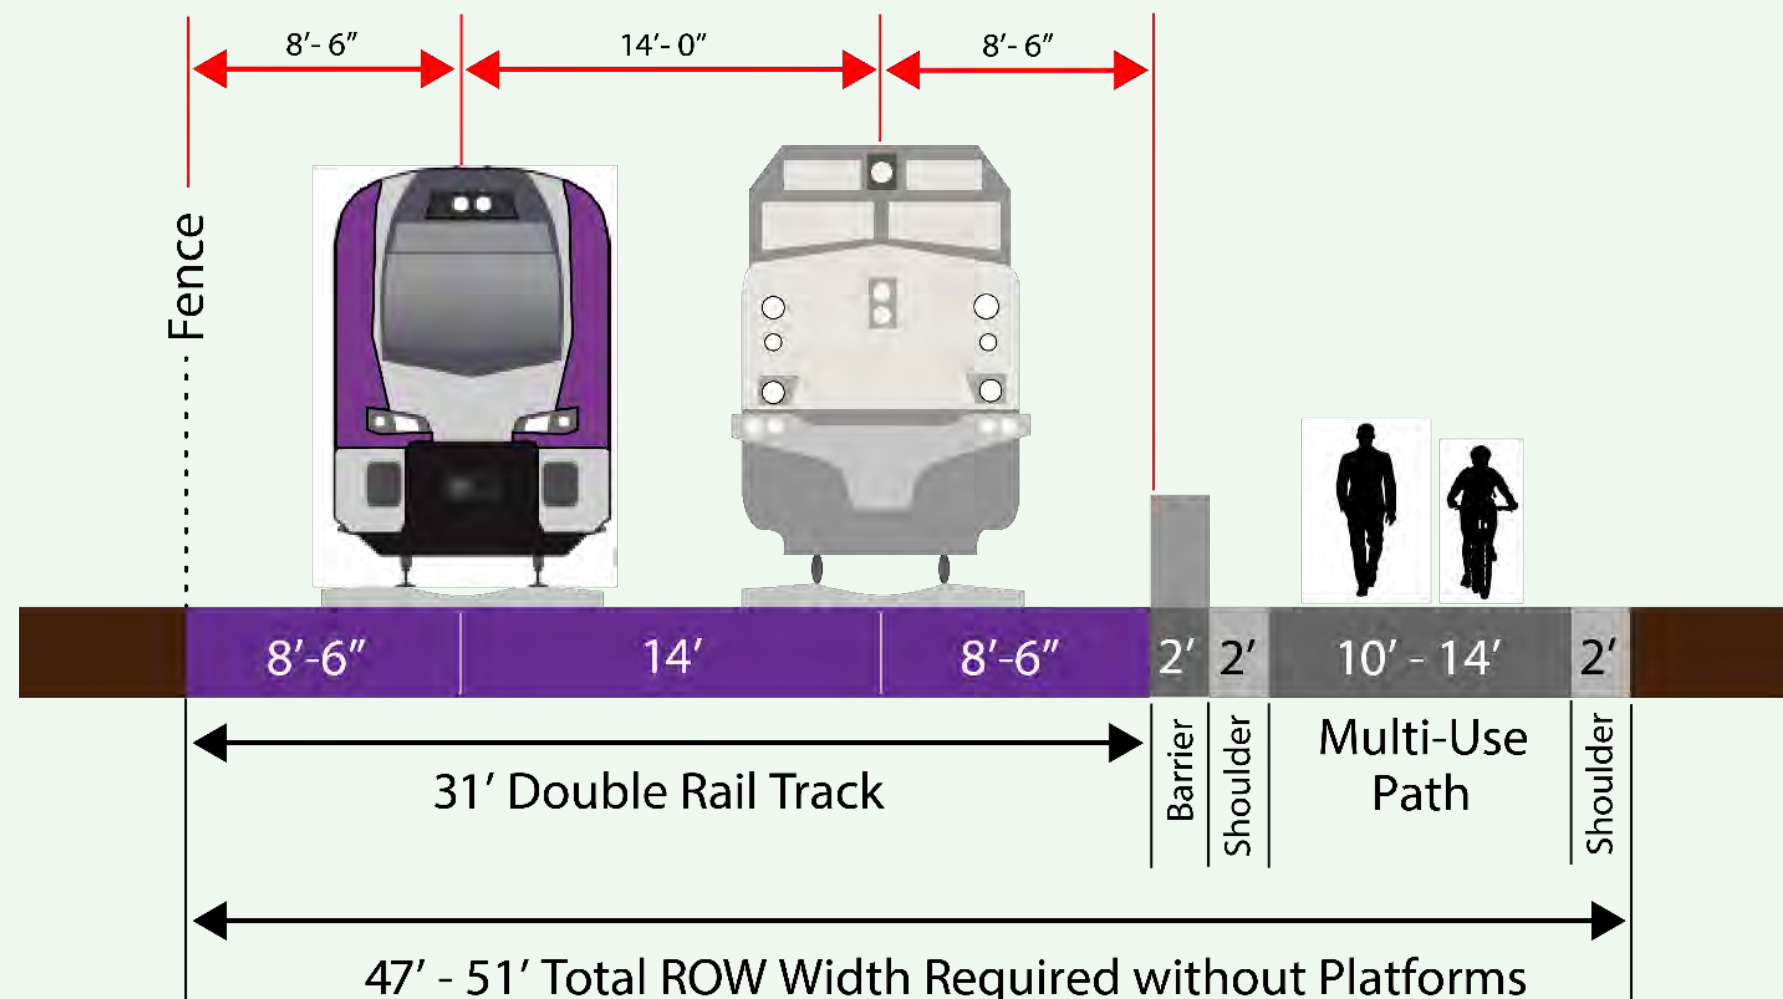 8’- 6”
14’- 0”
8’- 6”
Fence
8’-6”
14’
8’-6”
2’
2’
10’ - 14’
2’
31’ Double Rail Track
Barrier
Shoulder
Multi-Use
Path
Shoulder
47’ - 51’ Total ROW Width Required without Platforms